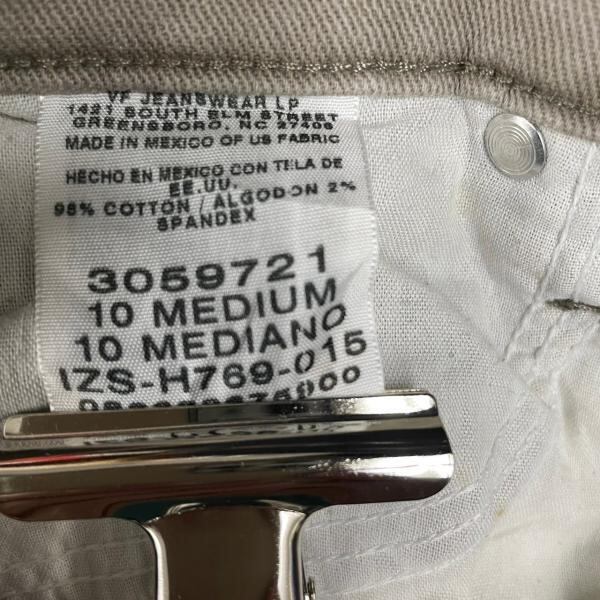 VF JEANSWEAR LP
1421 SOUTH ELM STREET
GREENSBORO, NC 27406
MADE IN MEXICO OF US FABRIC
HECHO EN MEXICO CON TELA DE
EE.UU.
98% COTTON / ALGODON 2%
SPANDEX
3059721
10 MEDIUM
10 MEDIANO
IZS-H769-015